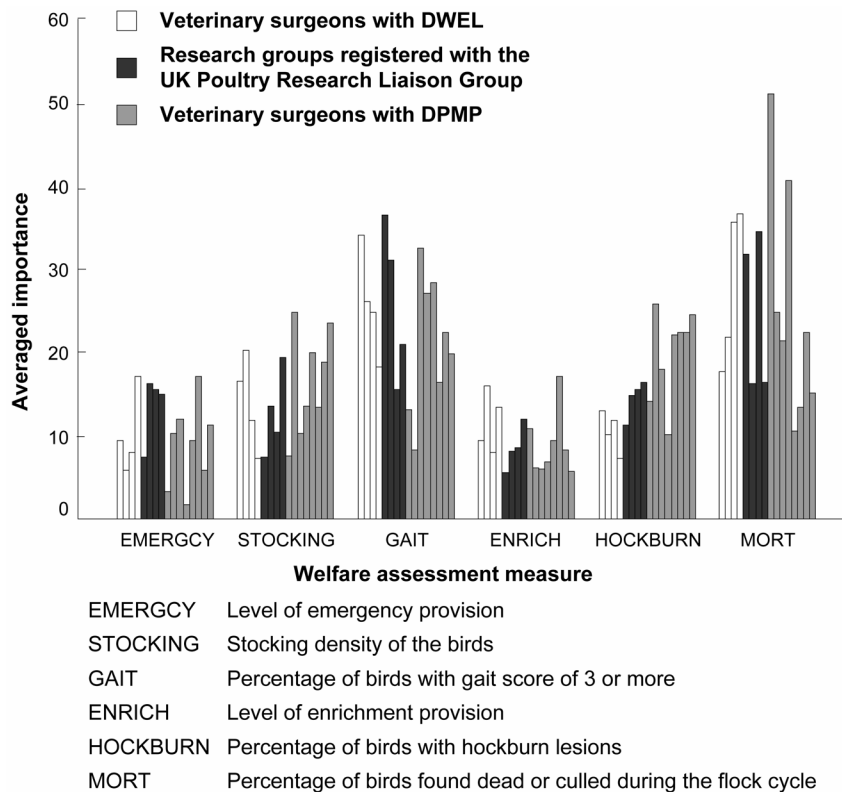 60
50
40
30
20
10
0
Averaged importance
Veterinary surgeons with DWEL
Research groups registered with the
UK Poultry Research Liaison Group
Veterinary surgeons with DPMP
EMERGCY STOCKING GAIT ENRICH HOCKBURN MORT
Welfare assessment measure
EMERGCY Level of emergency provision
STOCKING Stocking density of the birds
GAIT Percentage of birds with gait score of 3 or more
ENRICH Level of enrichment provision
HOCKBURN Percentage of birds with hockburn lesions
MORT Percentage of birds found dead or culled during the flock cycle